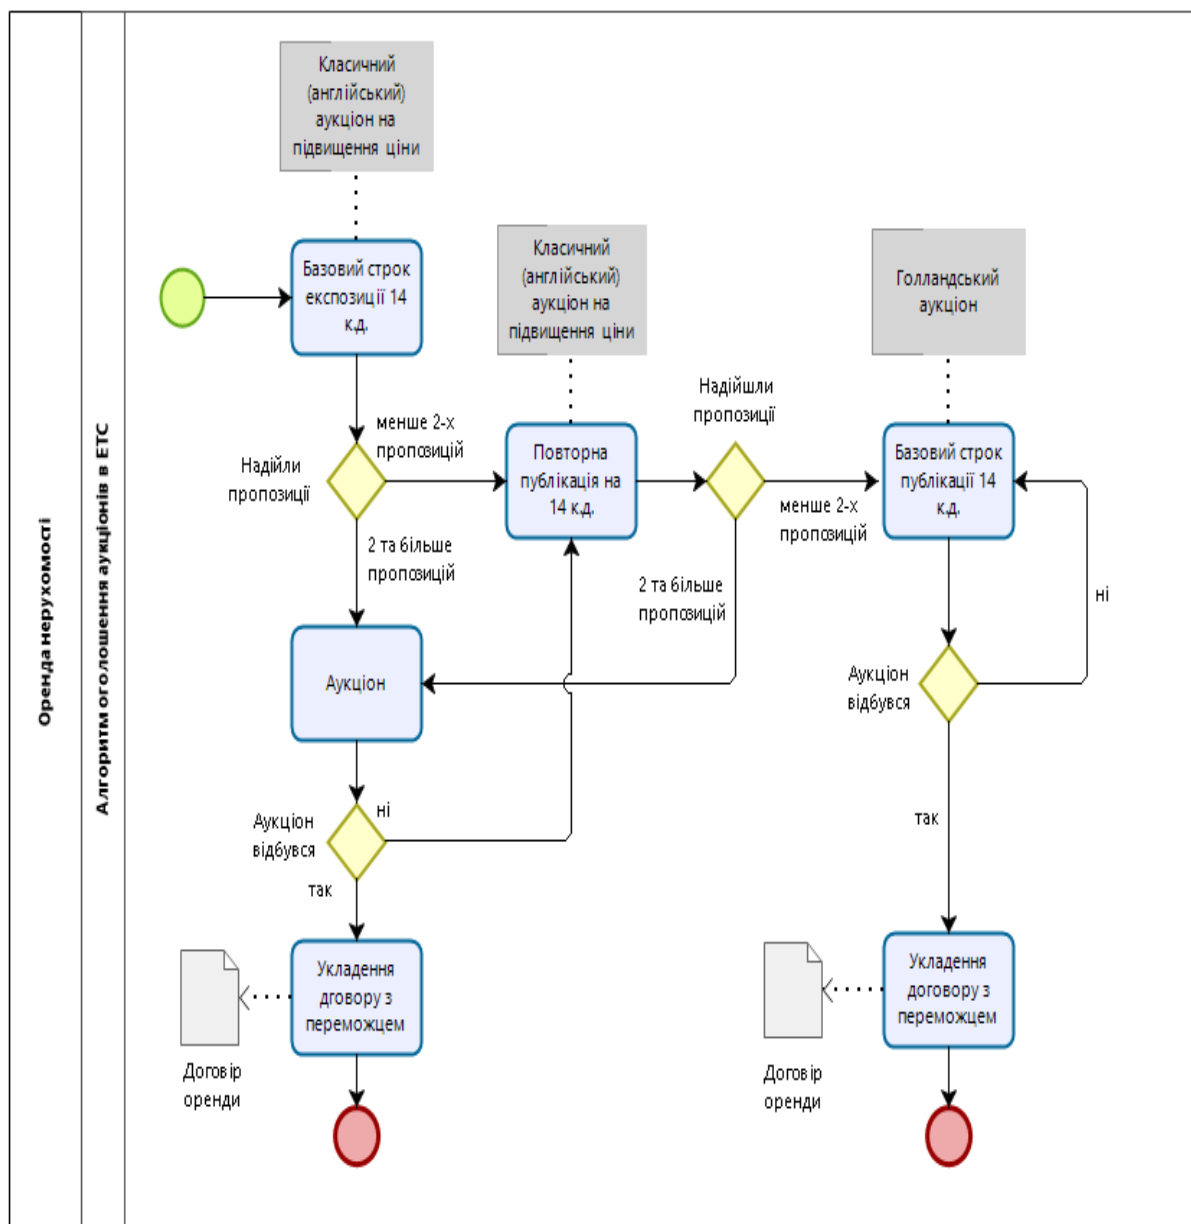 Оренда нерухомості
Алгоритм оголошення аукціонів в ЕТС
Класичний
(англійський)
аукціон на
підвищення ціни
Базовий строк
експозиції 14
к.д.
Надійли
пропозиції
менше 2-х
пропозицій
2 та більше
пропозицій
Класичний
(англійський)
аукціон на
підвищення ціни
Повторна
публікація на
14 к.д.
Надійшли
пропозиції
менше 2-х
пропозицій
2 та більше
пропозицій
Голландський
аукціон
Базовий строк
публікації 14
к.д.
ні
Аукціон
відбувся
так
Аукціон
Аукціон
відбувся
ні
так
Укладення
дговору з
переможцем
Договір
оренди
Укладення
договору з
переможцем
Договір
оренди